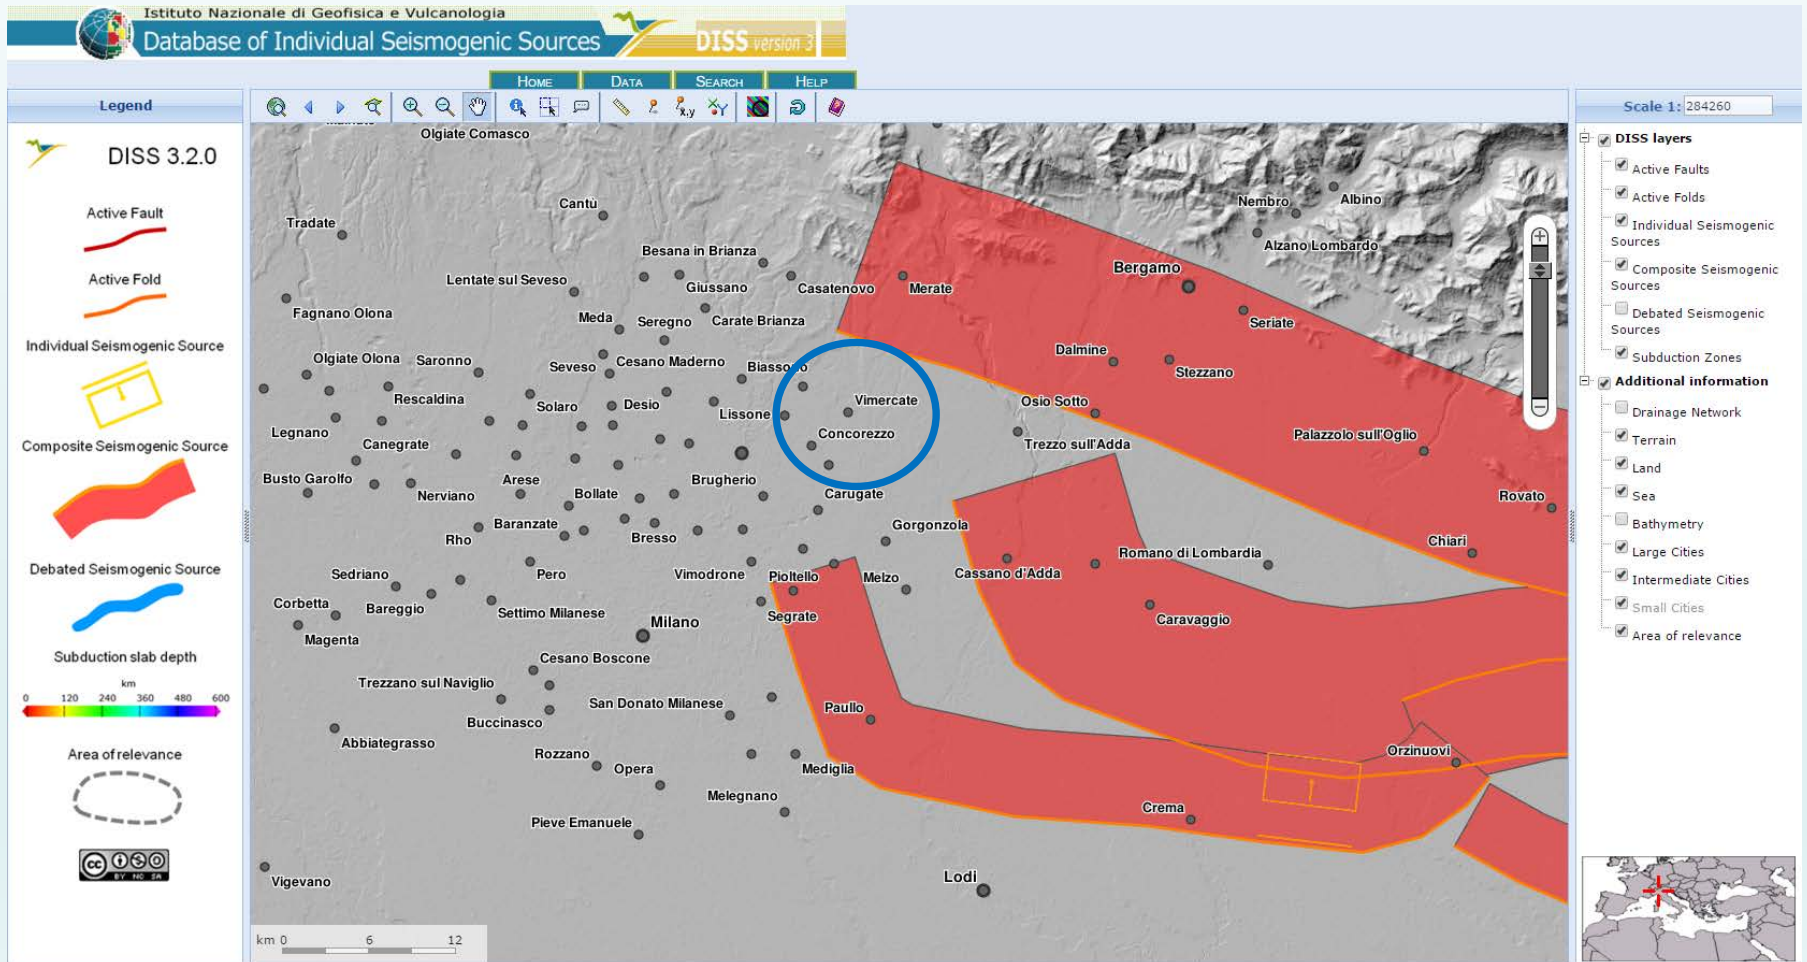 Istituto Nazionale di Geofisica e Vulcanologia
Database of Individual Seismogenic Sources
DISS version 3
HOME DATA SEARCH HELP
Legend
DISS 3.2.0
Active Fault
Active Fold
Individual Seismogenic Source
Composite Seismogenic Source
Debated Seismogenic Source
Subduction slab depth
km
0 120 240 360 480 600
Area of relevance
cc BY NC SA
x,y
Olgiate Comasco
Cantu
Tradate
Nembro
Albino
Alzano Lombardo
Besana in Brianza
Bergamo
Lentate sul Seveso
Giussano
Casatenovo
Merate
Fagnano Olona
Meda
Seregno
Carate Brianza
Seriate
Dalmine
Olgiate Olona
Saronno
Seveso
Cesano Maderno
Biassono
Stezzano
Rescaldina
Solaro
Desio
Lissone
Vimercate
Osio Sotto
Legnano
Canegrate
Concorezzo
Trezzo sull'Adda
Palazzolo sull'Oglio
Busto Garolfo
Nerviano
Arese
Bollate
Brugherio
Carugate
Rovato
Rho
Baranzate
Bresso
Gorgonzola
Romano di Lombardia
Chiari
Sedriano
Pero
Vimodrone
Pioltello
Melzo
Cassano d'Adda
Corbetta
Bareggio
Settimo Milanese
Segrate
Caravaggio
Magenta
Milano
Cesano Boscone
Trezzano sul Naviglio
San Donato Milanese
Paullo
Buccinasco
Abbiategrasso
Rozzano
Opera
Mediglia
Orzinuovi
Melegnano
Crema
Pieve Emanuele
Vigevano
Lodi
km 0 6 12
Scale 1: 284260
DISS layers
Active Faults
Active Folds
Individual Seismogenic
Sources
Composite Seismogenic
Sources
Debated Seismogenic
Sources
Subduction Zones
Additional information
Drainage Network
Terrain
Land
Sea
Bathymetry
Large Cities
Intermediate Cities
Small Cities
Area of relevance